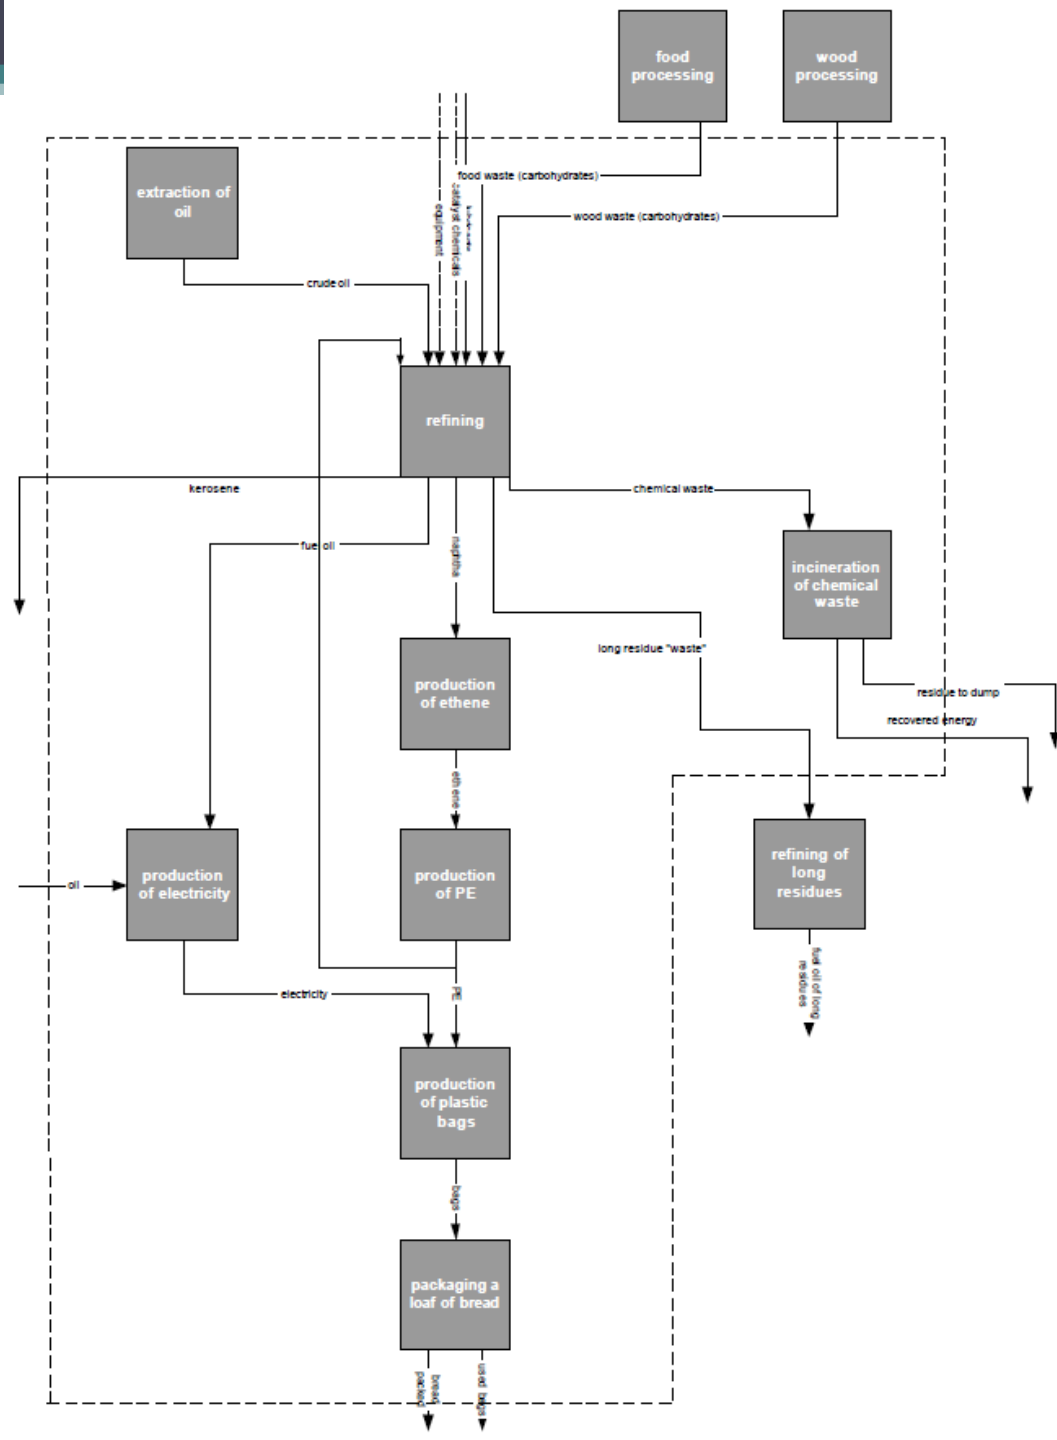 food
processing
wood
processing
extraction of
oil
food waste (carbohydrates)
wood waste (carbohydrates)
equipment
catalyst chemicals
crude oil
refining
kerosene
chemical waste
fuel oil
naphtha
incineration
of chemical
waste
long residue "waste"
production
of ethene
residue to dump
recovered energy
ethene
production
of electricity
production
of PE
refining of
long
residues
oil
fuel oil of long
residues
electricity
PE
production
of plastic
bags
bags
packaging a
loaf of bread
bread
packed
used bags